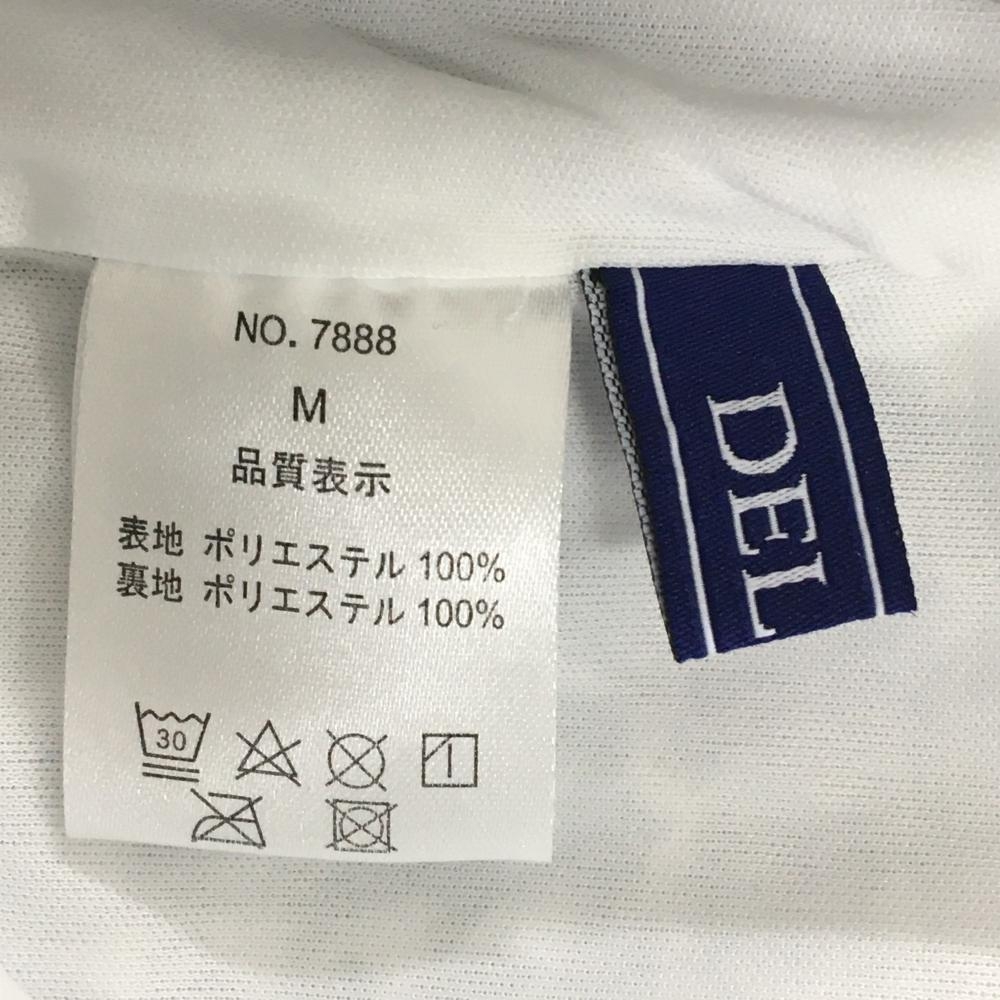 NO. 7888
M
品質表示
表地 ポリエステル 100%
裏地 ポリエステル 100%
30
DEL